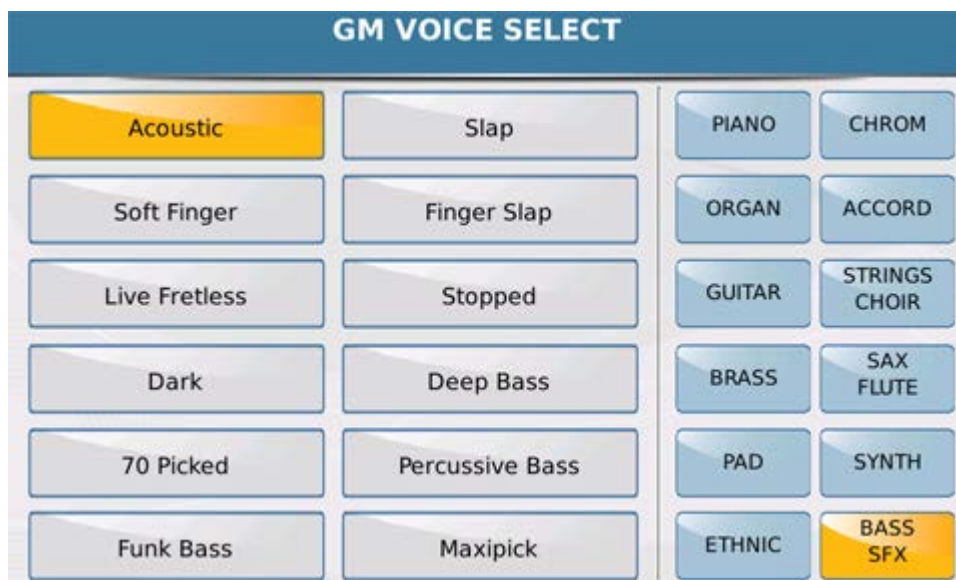 GM VOICE SELECT
Acoustic
Slap
PIANO
CHROM
Soft Finger
Finger Slap
ORGAN
ACCORD
Live Fretless
Stopped
GUITAR
STRINGS
CHOIR
Dark
Deep Bass
BRASS
SAX
FLUTE
70 Picked
Percussive Bass
PAD
SYNTH
Funk Bass
Maxipick
ETHNIC
BASS
SFX